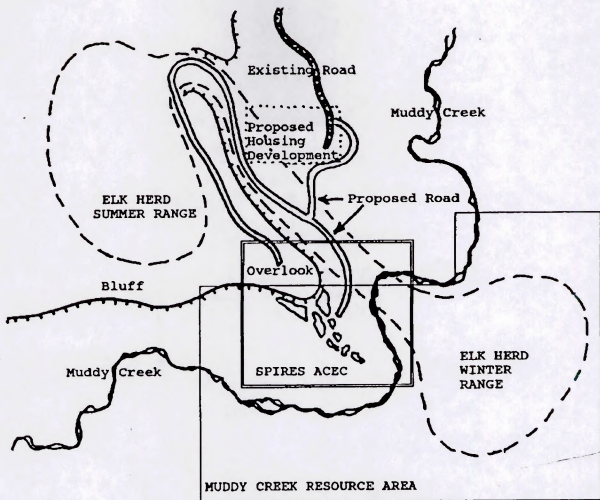 Existing Road
Muddy Creek
Proposed
Housing
Development
ELK HERD
SUMMER RANGE
Proposed Road
Overlook
Bluff
Muddy Creek
SPIRES ACEC
ELK HERD
WINTER
RANGE
MUDDY CREEK RESOURCE AREA